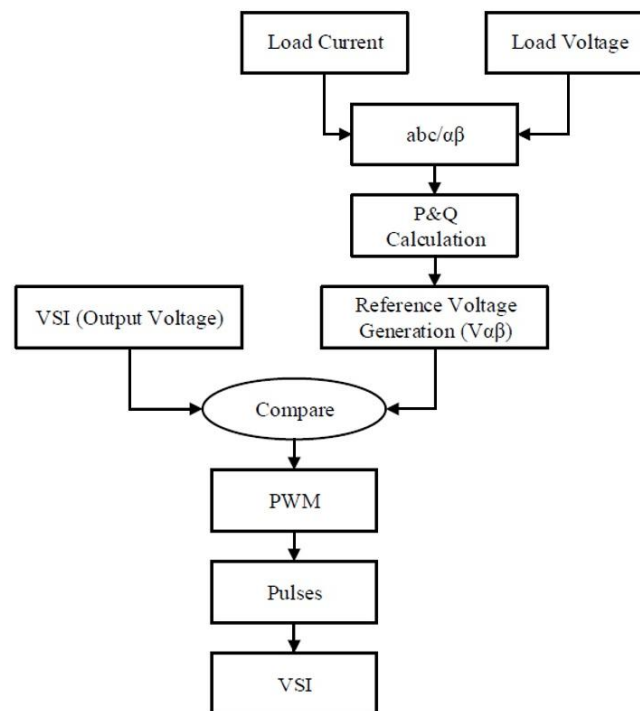 Load Current
Load Voltage
abc/αβ
P&Q
Calculation
VSI (Output Voltage)
Reference Voltage
Generation (Vαβ)
Compare
PWM
Pulses
VSI